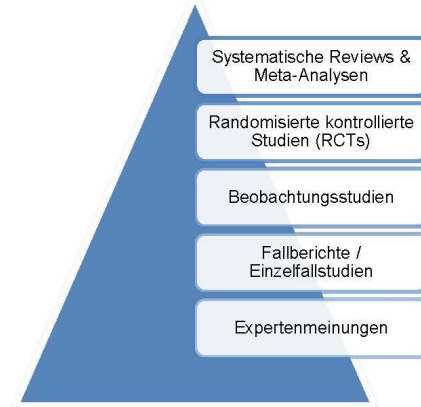 Systematische Reviews &
Meta-Analysen
Randomisierte kontrollierte
Studien (RCTs)
Beobachtungsstudien
Fallberichte /
Einzelfallstudien
Expertenmeinungen